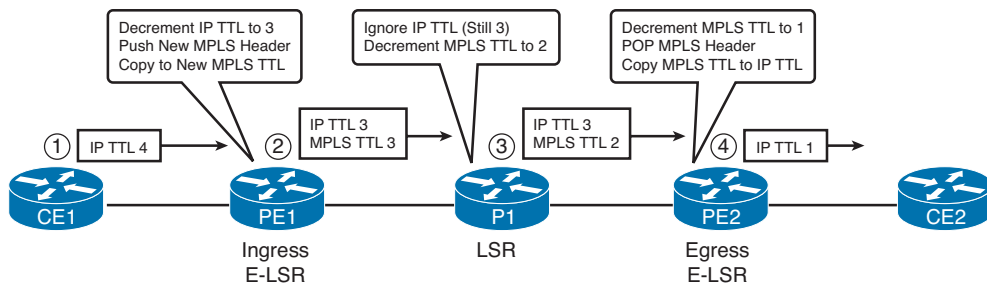 Decrement IP TTL to 3
Push New MPLS Header
Copy to New MPLS TTL
Ignore IP TTL (Still 3)
Decrement MPLS TTL to 2
Decrement MPLS TTL to 1
POP MPLS Header
Copy MPLS TTL to IP TTL
1
IP TTL 4
2
IP TTL 3
MPLS TTL 3
3
IP TTL 3
MPLS TTL 2
4
IP TTL 1
CE1
PE1
P1
PE2
CE2
Ingress
E-LSR
LSR
Egress
E-LSR